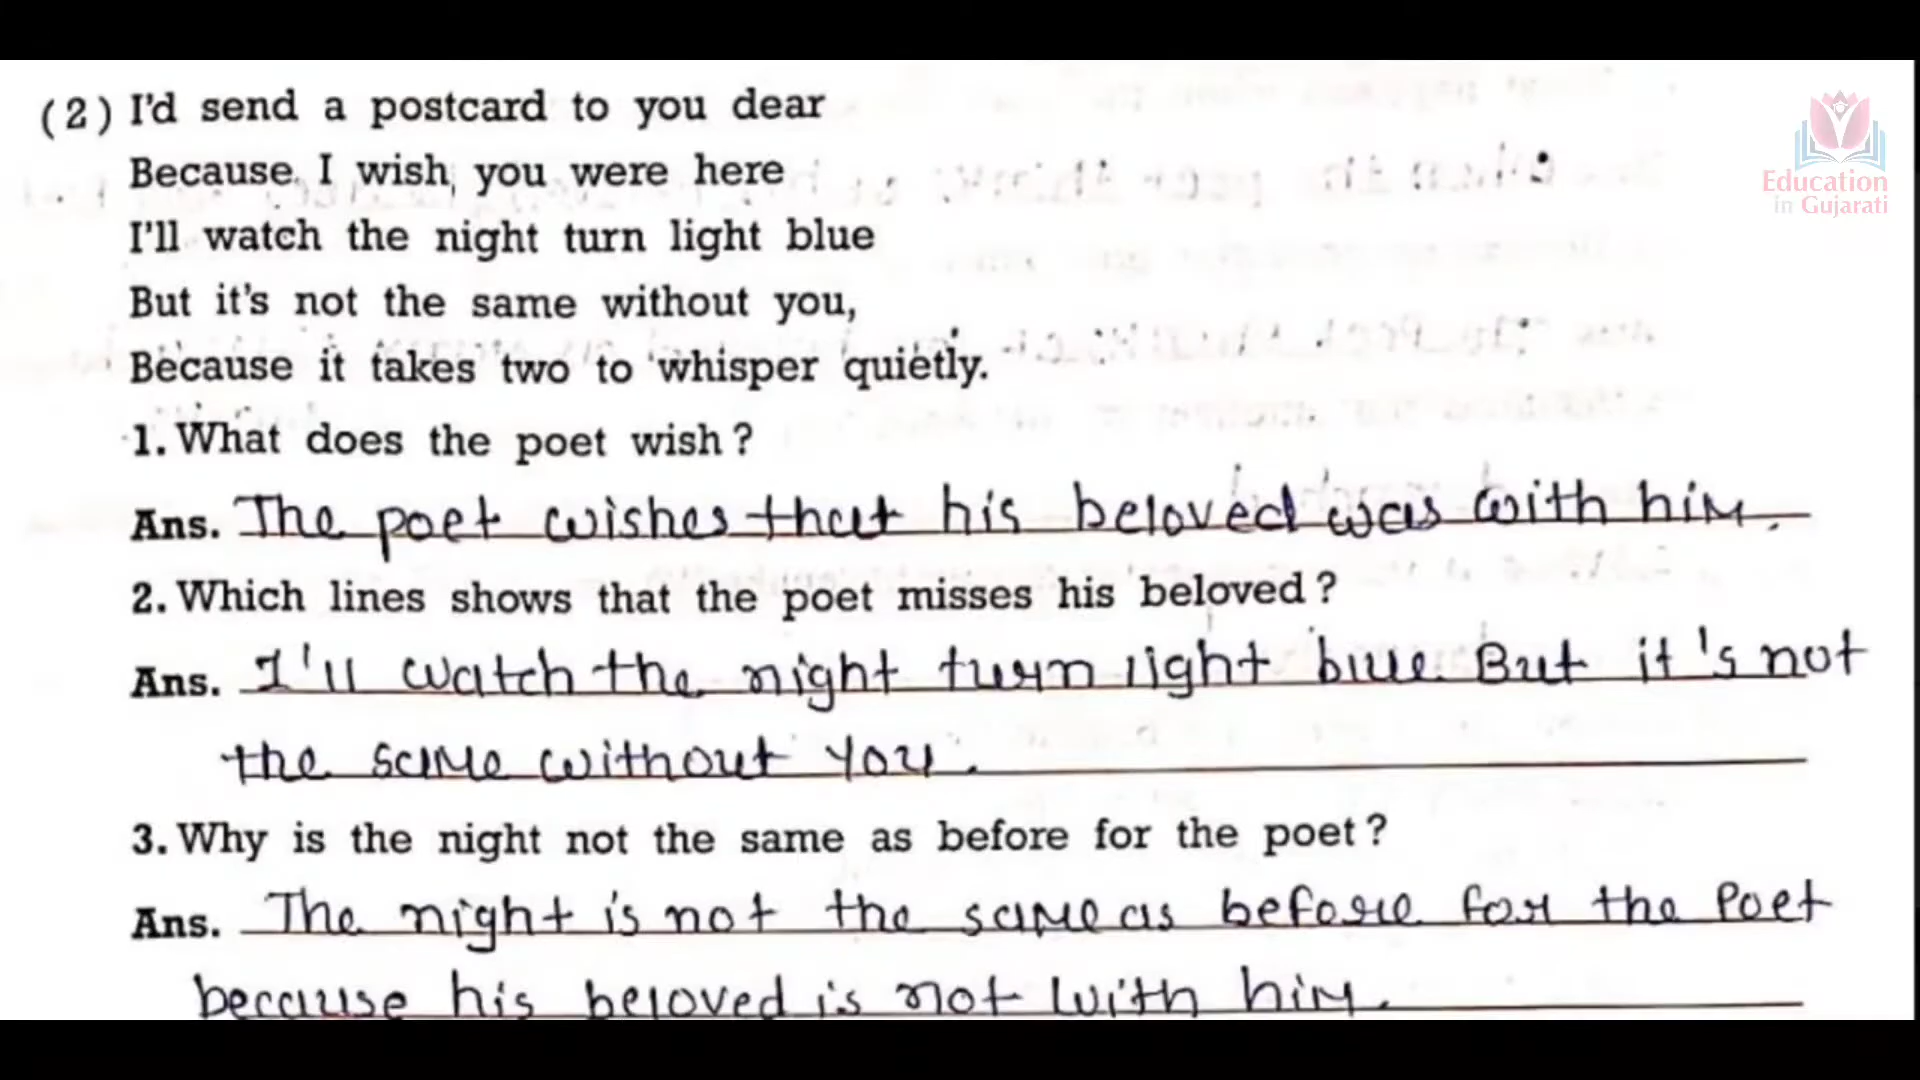 (2) I'd send a postcard to you dear
Because I wish you were here
I'll watch the night turn light blue
But it's not the same without you,
Because it takes two to whisper quietly.
1. What does the poet wish?
Ans. The poet wishes that his beloved was with him.
2. Which lines shows that the poet misses his beloved?
Ans. I'll watch the night turn light blue. But it's not
the same without you.
3. Why is the night not the same as before for the poet?
Ans. The night is not the same as before for the Poet
because his beloved is not with him.
Education
in Gujarati